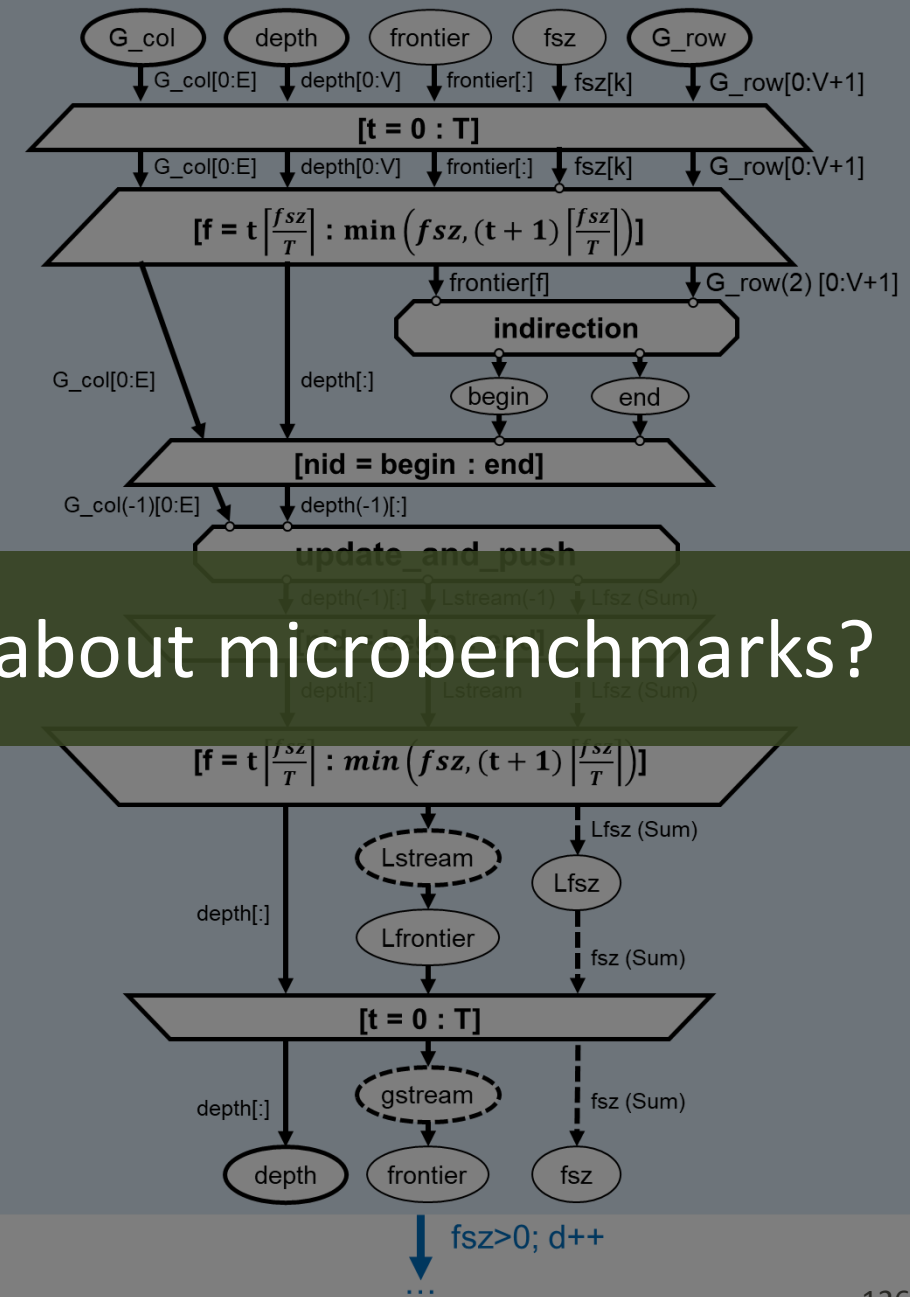 G_col depth frontier fsz G_row
G_col[0:E] depth[0:V] frontier[:] fsz[k] G_row[0:V+1]
[t = 0 : T]
G_col[0:E] depth[0:V] frontier[:] fsz[k] G_row[0:V+1]
[f = t⌈fsz/T⌉ : min(fsz, (t + 1)⌈fsz/T⌉)]
frontier[f] G_row(2) [0:V+1]
indirection
G_col[0:E] depth[:] begin end
[nid = begin : end]
G_col(-1)[0:E] depth(-1)[:]
update_and_push
depth(-1)[:] Lstream(-1) Lfsz (Sum)
about microbenchmarks?
depth[:] Lstream Lfsz (Sum)
[f = t⌈fsz/T⌉ : min(fsz, (t + 1)⌈fsz/T⌉)]
Lfsz (Sum)
Lstream
Lfsz
depth[:]
Lfrontier
fsz (Sum)
[t = 0 : T]
gstream
depth[:] fsz (Sum)
depth frontier fsz
fsz>0; d++
...